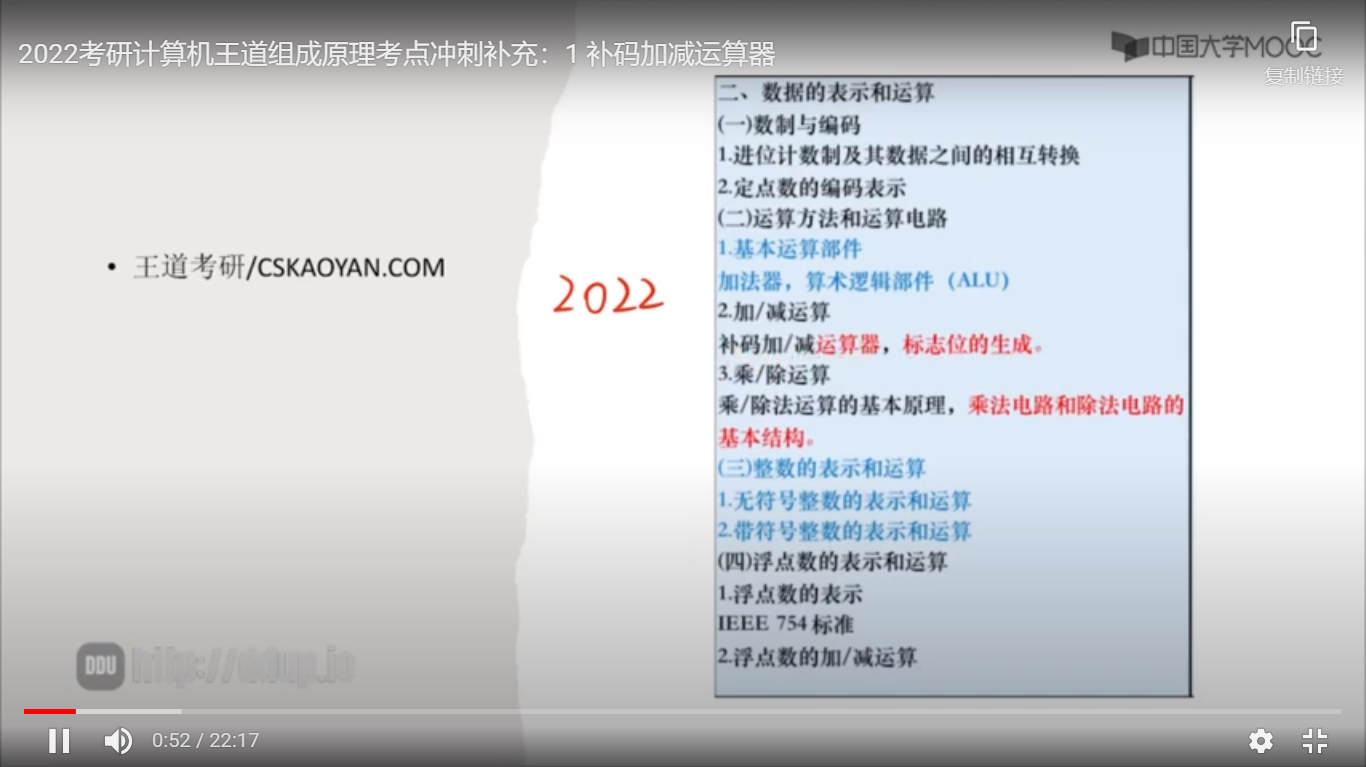 2022考研计算机王道组成原理考点冲刺补充：1 补码加减运算器
中国大学MOOC
复制链接
• 王道考研/CSKAOYAN.COM
2022
二、数据的表示和运算
(一)数制与编码
1.进位计数制及其数据之间的相互转换
2.定点数的编码表示
(二)运算方法和运算电路
1.基本运算部件
加法器，算术逻辑部件（ALU）
2.加/减运算
补码加/减运算器，标志位的生成。
3.乘/除运算
乘/除法运算的基本原理，乘法电路和除法电路的
基本结构。
(三)整数的表示和运算
1.无符号整数的表示和运算
2.带符号整数的表示和运算
(四)浮点数的表示和运算
1.浮点数的表示
IEEE 754 标准
2.浮点数的加/减运算
DDU http://ddup.io
0:52 / 22:17